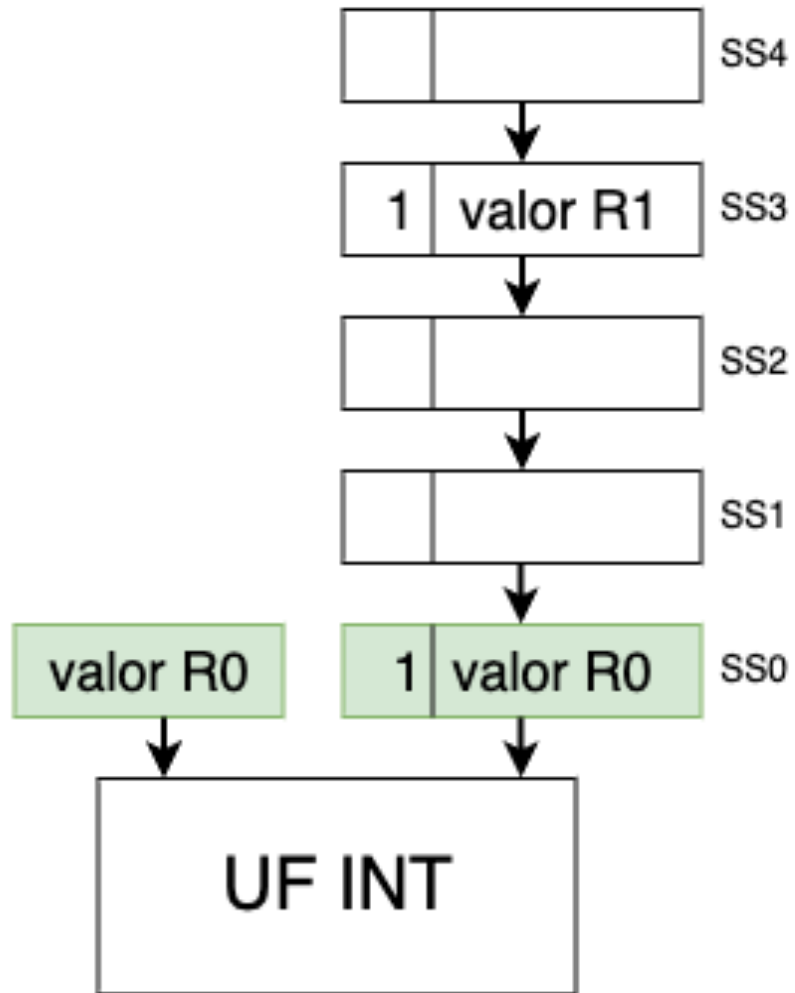 SS4
1 valor R1 SS3
SS2
SS1
valor R0 1 valor R0 SS0
UF INT